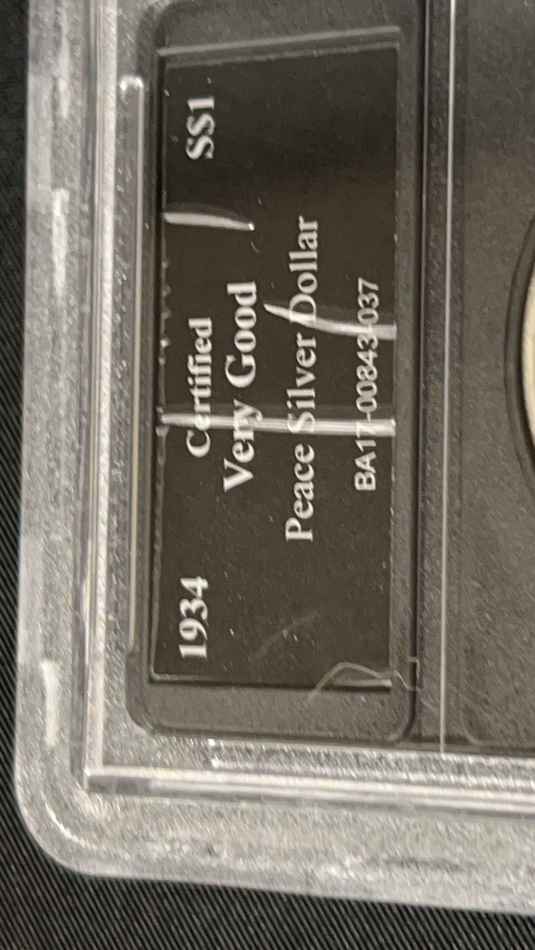 1934 Certified SS1
Very Good
Peace Silver Dollar
BA17-00843-037